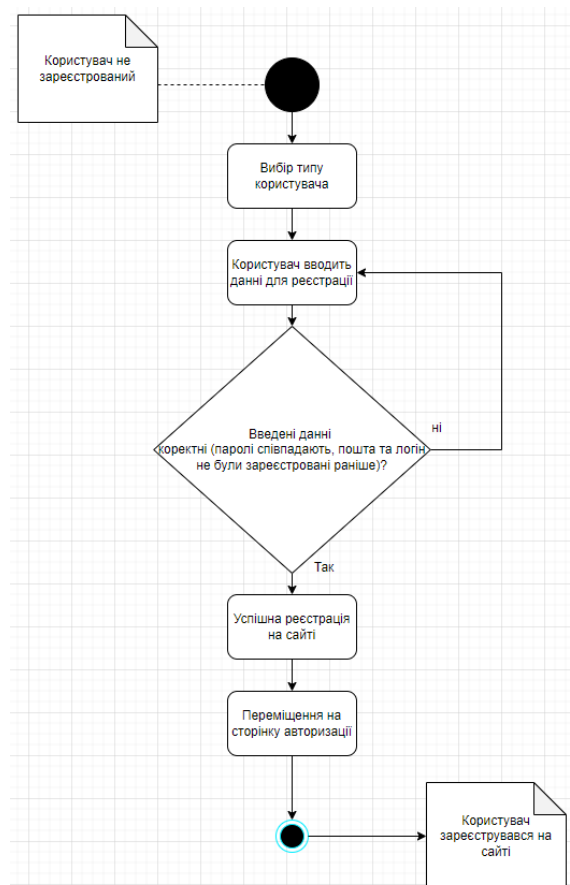 Користувач не
зареєстрований
Вибір типу
користувача
Користувач вводить
данні для реєстрації
Введені данні
коректні (паролі співпадають, пошта та логін
не були зареєстровані раніше)?
ні
Так
Успішна реєстрація
на сайті
Переміщення на
сторінку авторизації
Користувач
зареєструвався на
сайті